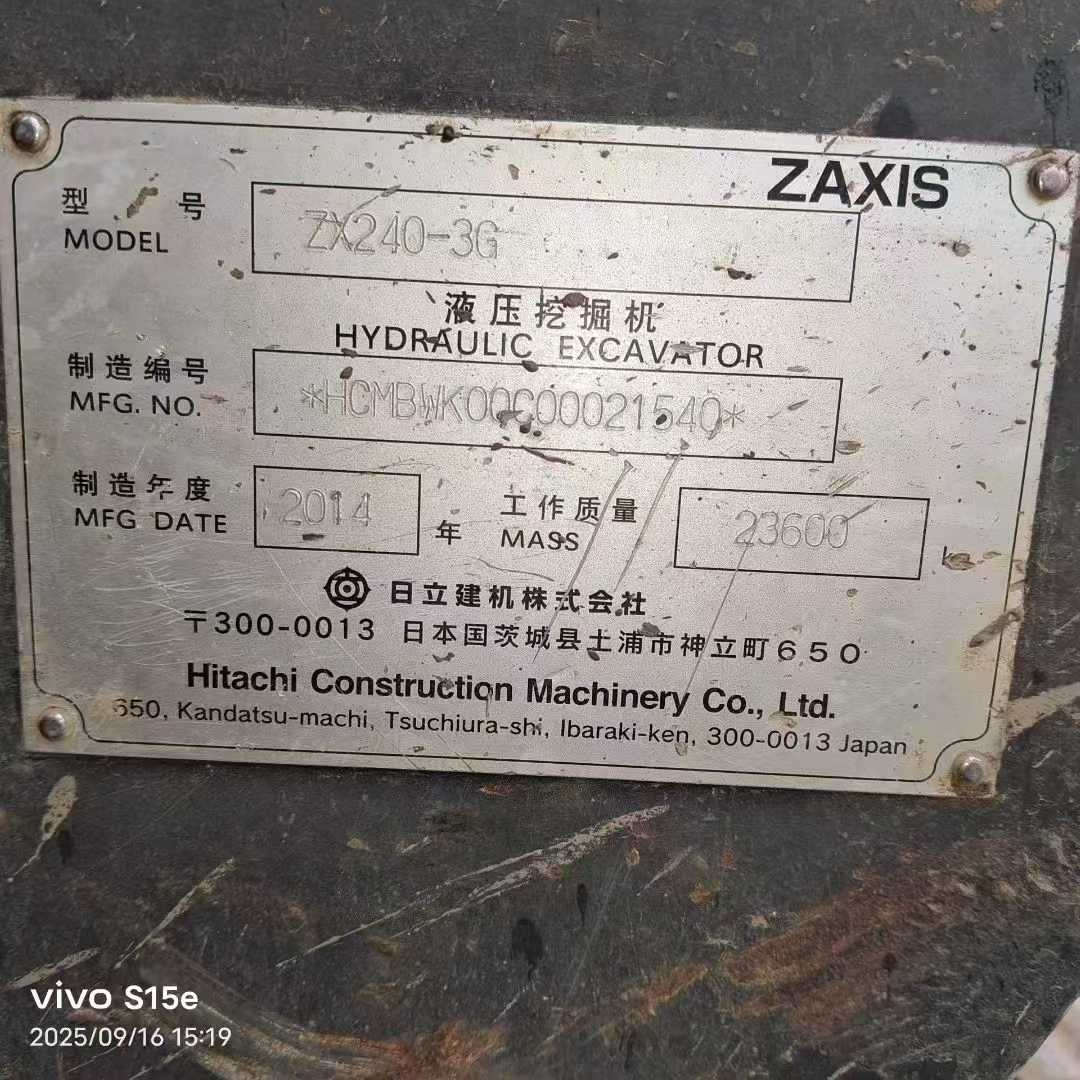 ZAXIS
型号 ZX240-3G
MODEL
液压挖掘机
HYDRAULIC EXCAVATOR
制造编号
MFG. NO. *HCMBWK00C00021540*
制造年度 2014 年 工作质量 23600
MFG DATE MASS
日立建机株式会社
〒300-0013 日本国茨城县土浦市神立町650
Hitachi Construction Machinery Co., Ltd.
650, Kandatsu-machi, Tsuchiura-shi, Ibaraki-ken, 300-0013 Japan
vivo S15e
2025/09/16 15:19